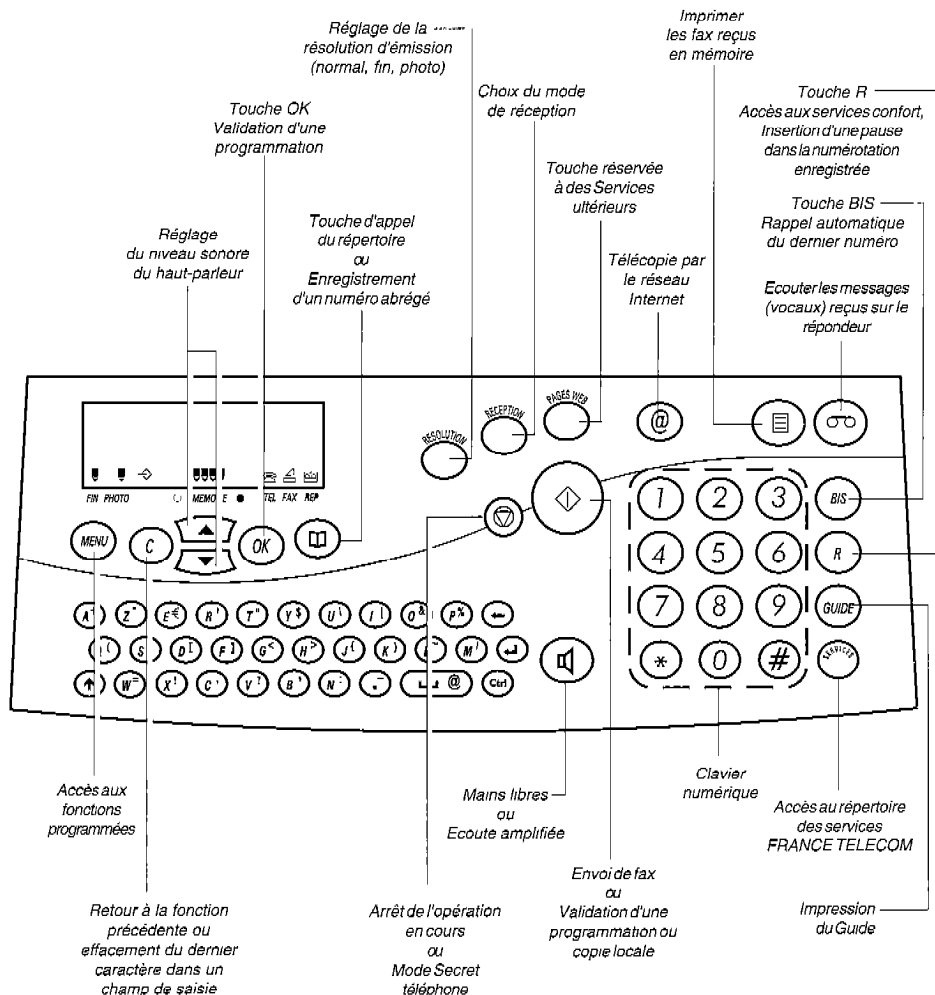 Réglage de la
résolution d'émission
(normal, fin, photo)
Imprimer
les fax reçus
en mémoire
Touche OK
Validation d'une
programmation
Choix du mode
de réception
Touche R
Accès aux services confort,
Insertion d'une pause
dans la numérotation
enregistrée
Réglage
du niveau sonore
du haut-parleur
Touche d'appel
du répertoire
ou
Enregistrement
d'un numéro abrégé
Touche réservée
à des Services
ultérieurs
Télécopie par
le réseau
Internet
Touche BIS
Rappel automatique
du dernier numéro
Ecouter les messages
(vocaux) reçus sur le
répondeur
RESOLUTION
RECEPTION
PAGES WEB
@
FIN PHOTO
TEL FAX REP
MENU
C
OK
1 2 3
BIS
4 5 6
R
7 8 9
GUIDE
* 0 #
SERVICES
A Z " E € R ' T " Y $ U \ I | O & P %
S D [ F ] G < H > J { K } M /
W = X ! C , V ? B ' N : . - @ Ctrl
Accès aux
fonctions
programmées
Mains libres
ou
Ecoute amplifiée
Clavier
numérique
Accès au répertoire
des services
FRANCE TELECOM
Retour à la fonction
précédente ou
effacement du dernier
caractère dans un
champ de saisie
Arrêt de l'opération
en cours
ou
Mode Secret
téléphone
Envoi de fax
ou
Validation d'une
programmation ou
copie locale
Impression
du Guide